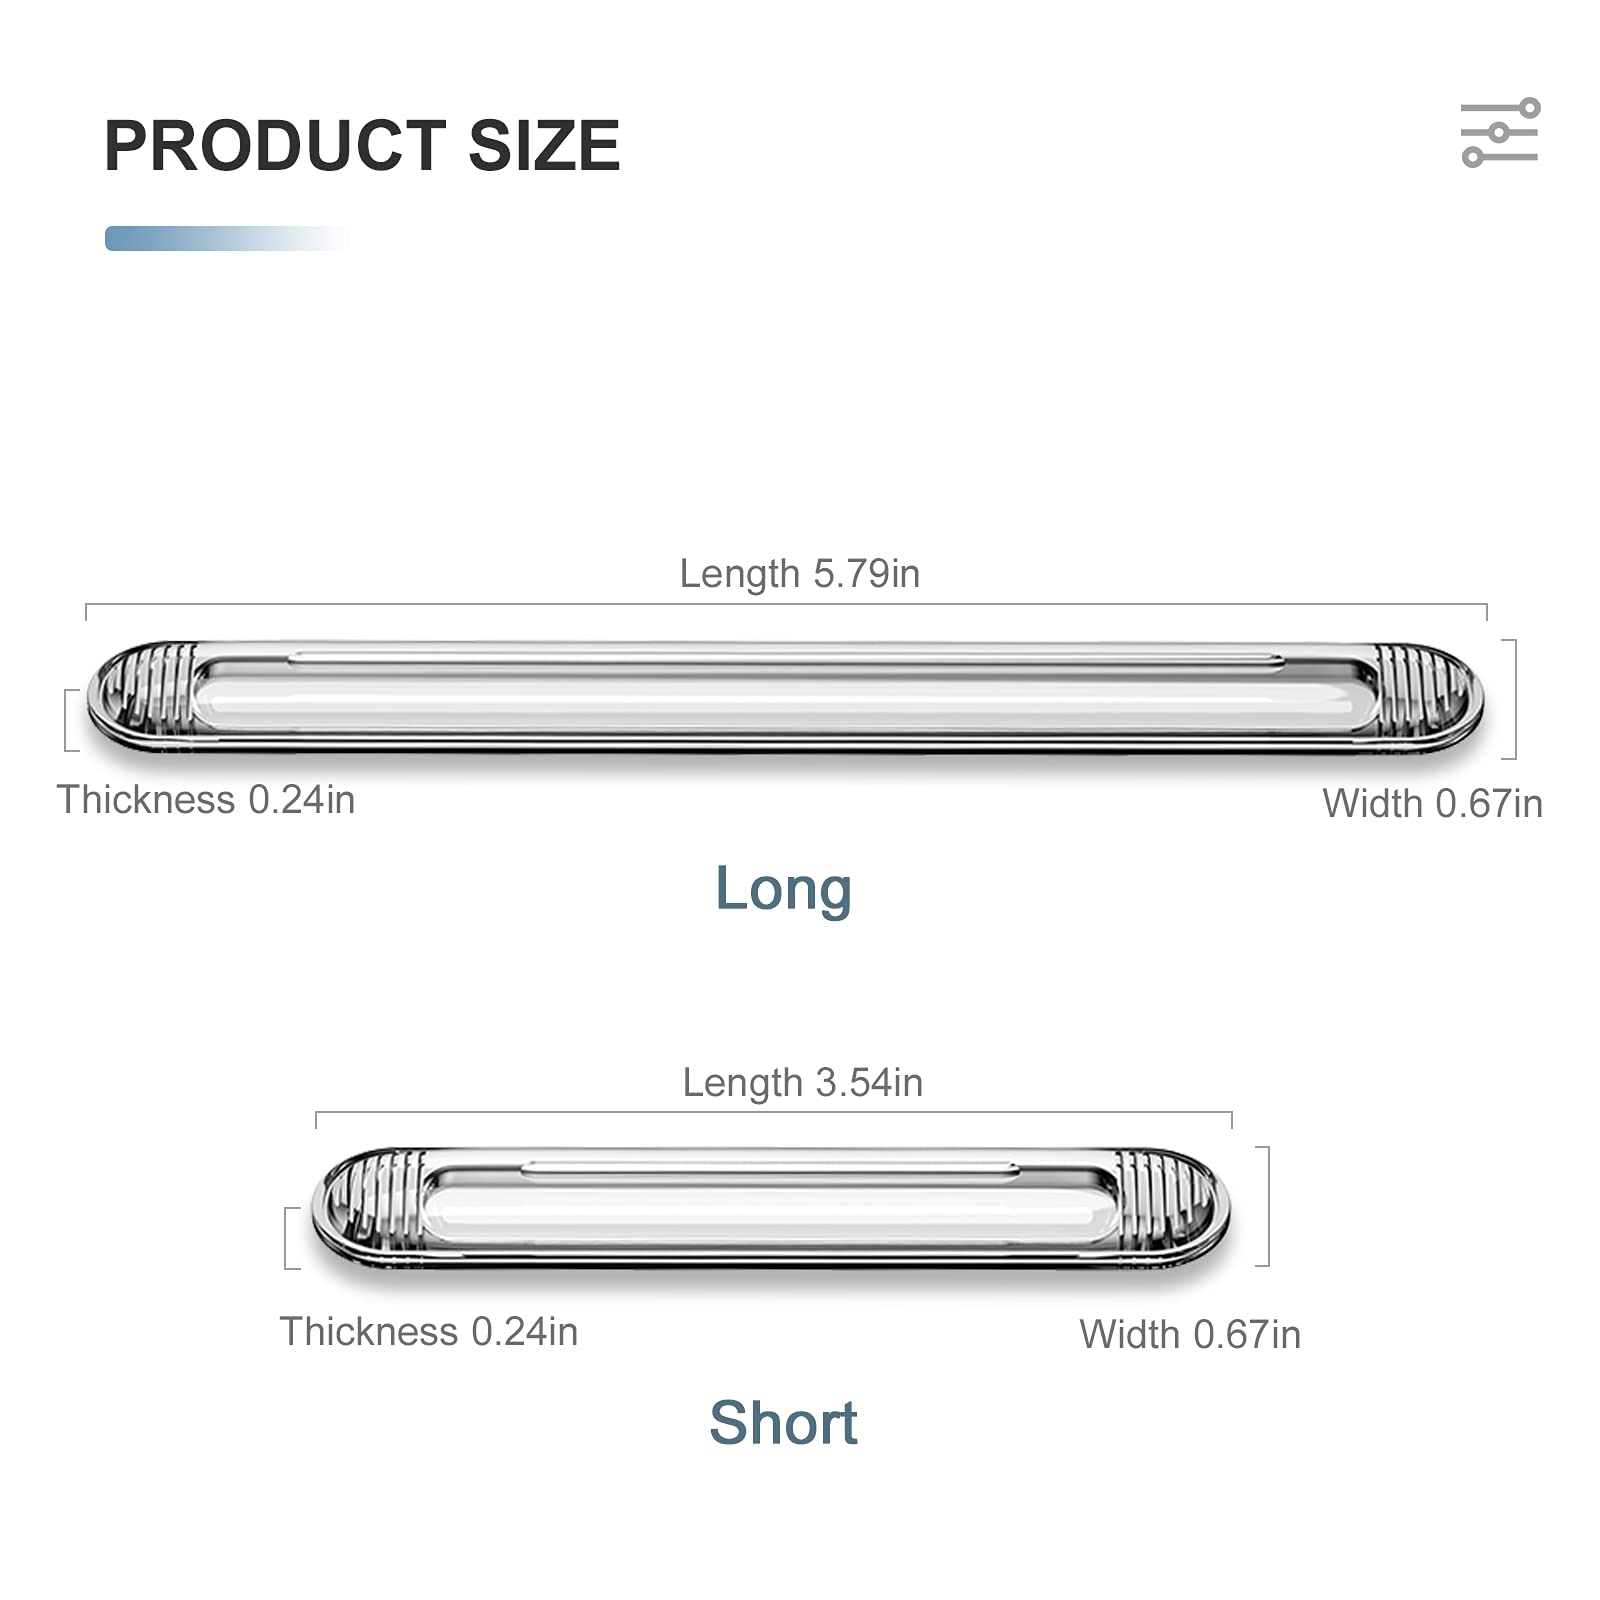 PRODUCT SIZE
Length 5.79in
Thickness 0.24in
Width 0.67in
Long
Length 3.54in
Thickness 0.24in
Width 0.67in
Short